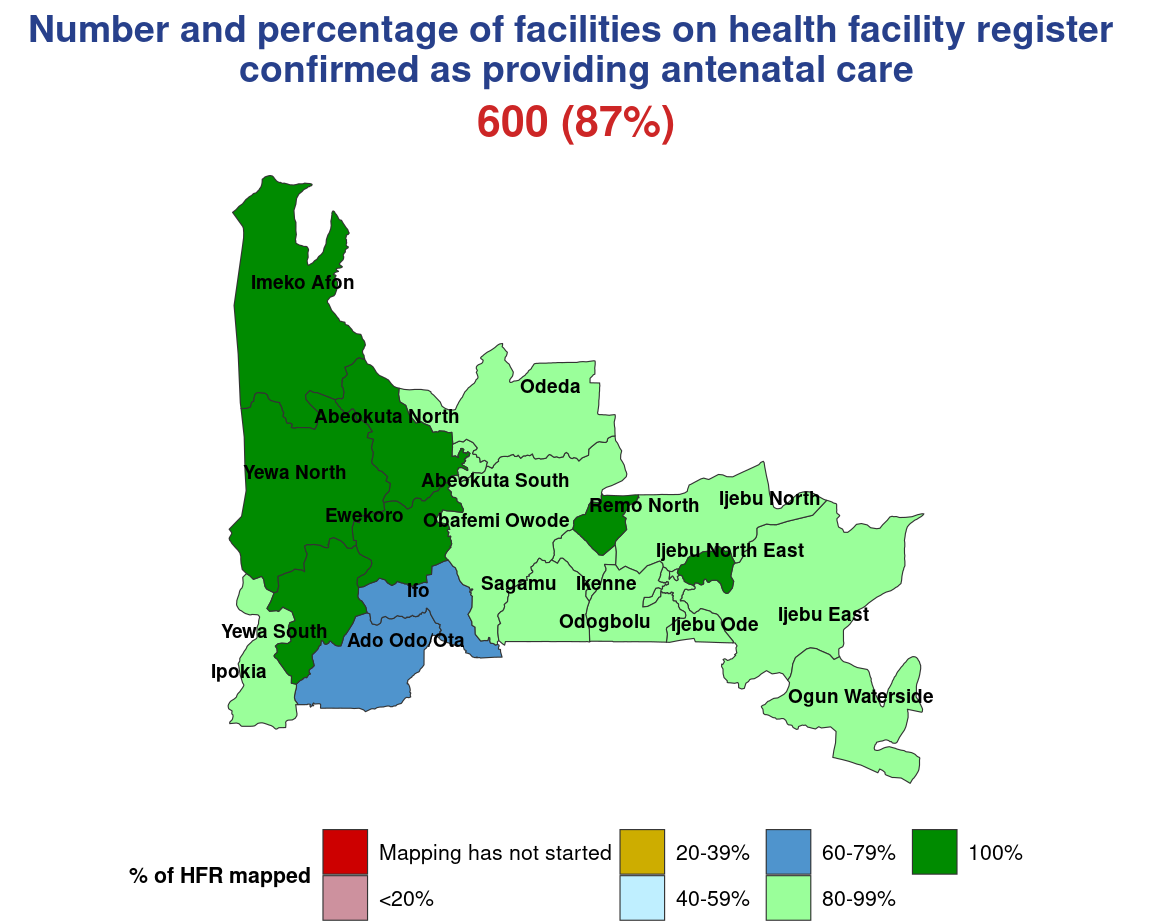 Number and percentage of facilities on health facility register
confirmed as providing antenatal care
600 (87%)
Imeko Afon
Odeda
Abeokuta North
Yewa North
Abeokuta South
Ijebu North
Remo North
Ewekoro
Obafemi Owode
Ijebu North East
Ifo
Sagamu
Ikenne
Ijebu East
Odogbolu
Ijebu Ode
Yewa South
Ado Odo/Ota
Ipokia
Ogun Waterside
% of HFR mapped
Mapping has not started
<20%
20-39%
40-59%
60-79%
80-99%
100%